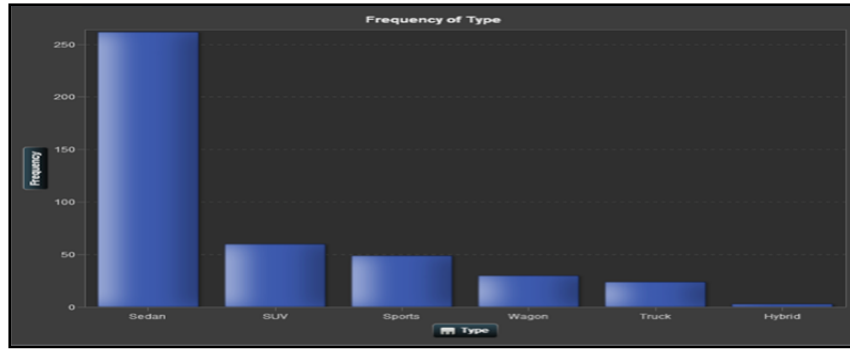 Frequency of Type
250
200
150
100
50
0
Frequency
Sedan SUV Sports Wagon Truck Hybrid
Type